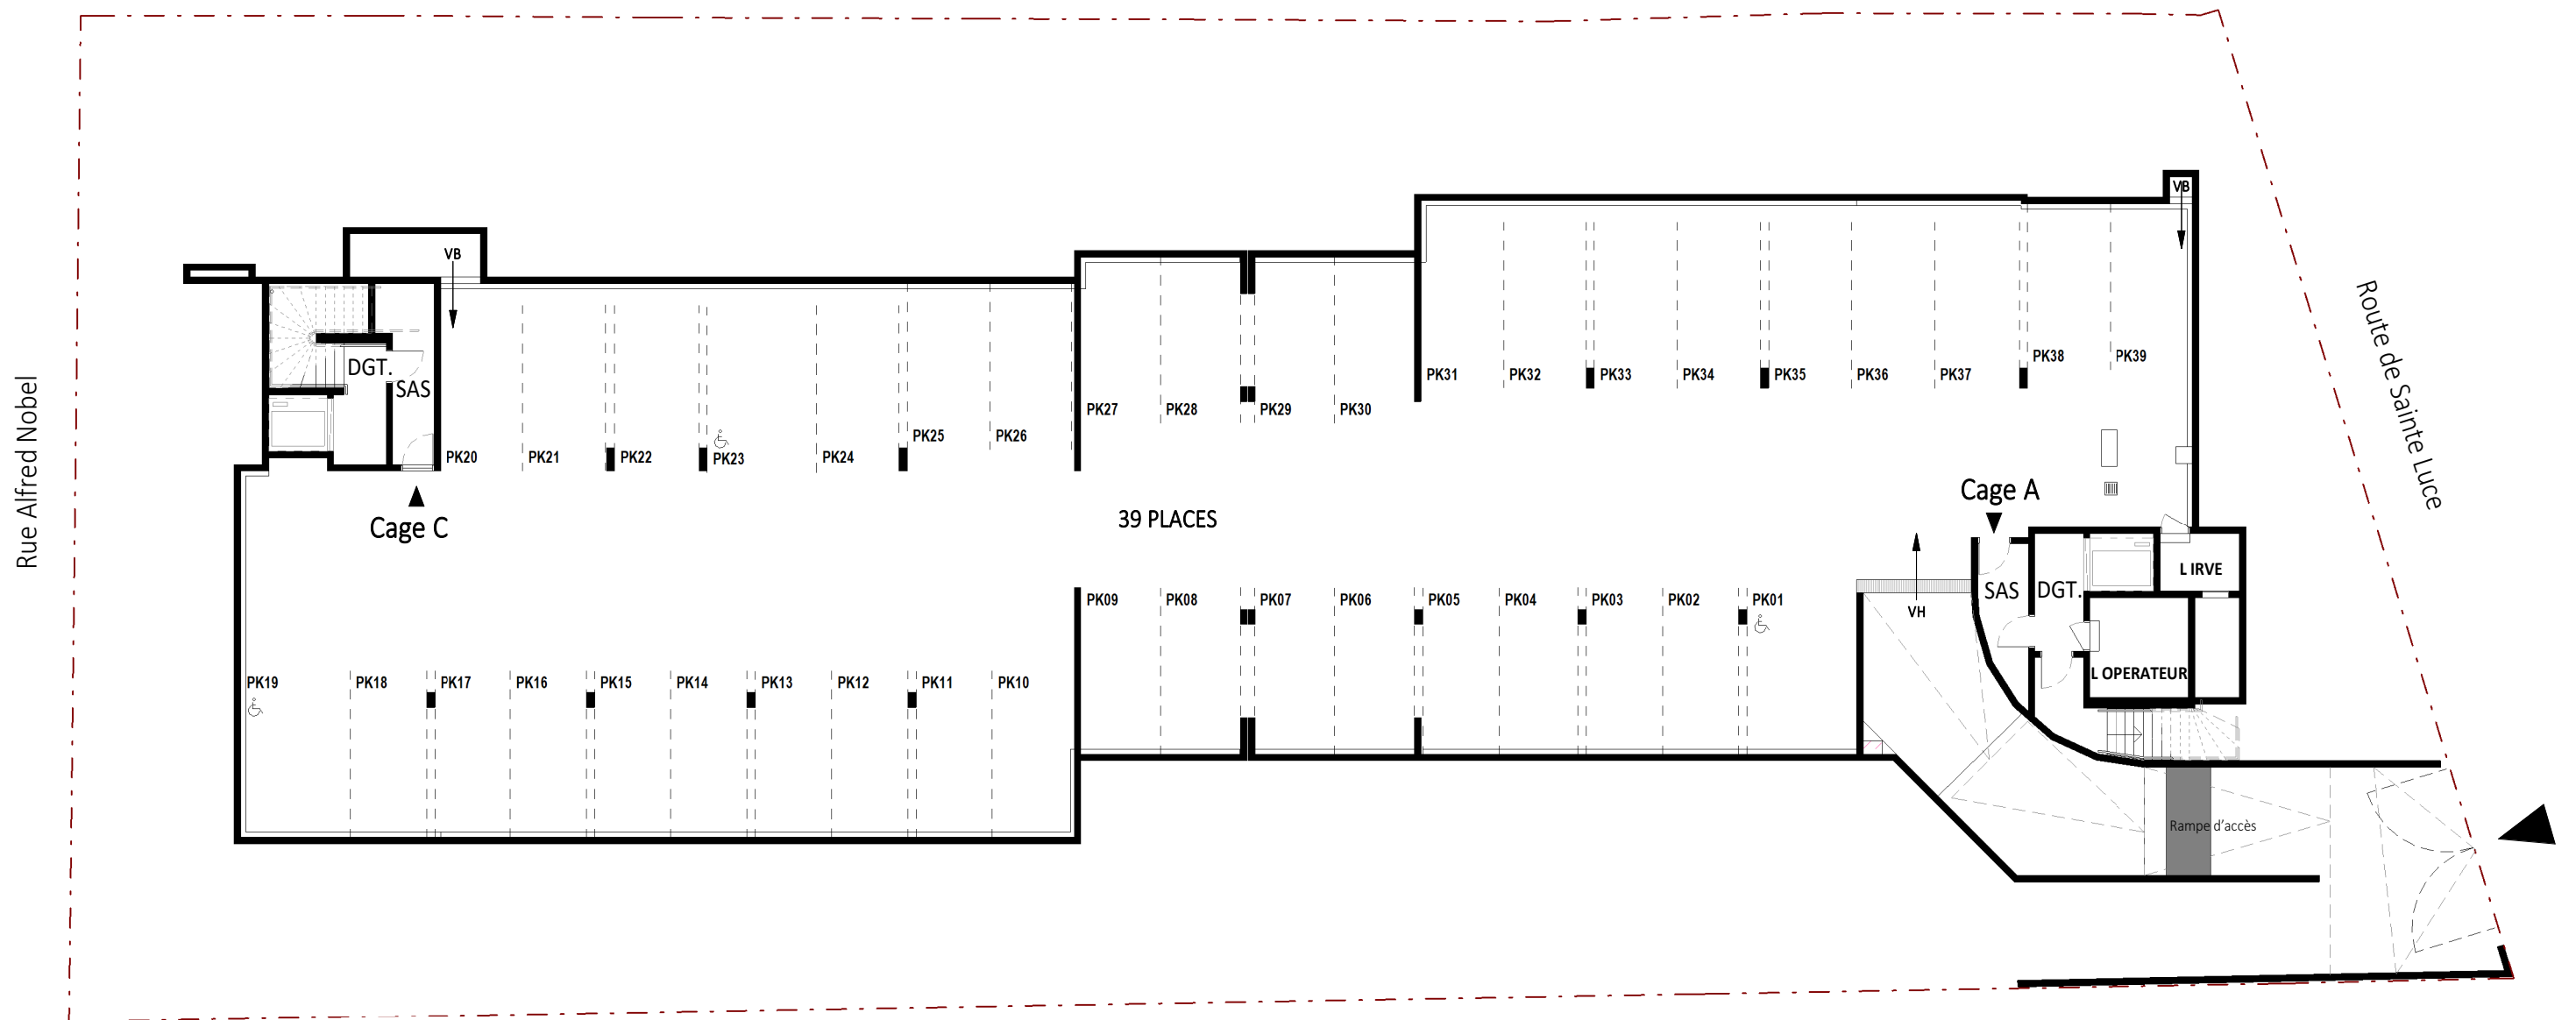 VB
VB
Rue Alfred Nobel
Route de Sainte Luce
DGT.
SAS
PK20
PK21
PK22
PK23
PK24
PK25
PK26
PK27
PK28
PK29
PK30
PK31
PK32
PK33
PK34
PK35
PK36
PK37
PK38
PK39
Cage C
39 PLACES
Cage A
PK09
PK08
PK07
PK06
PK05
PK04
PK03
PK02
PK01
VH
SAS
DGT.
L IRVE
L OPERATEUR
PK19
PK18
PK17
PK16
PK15
PK14
PK13
PK12
PK11
PK10
Rampe d'accès